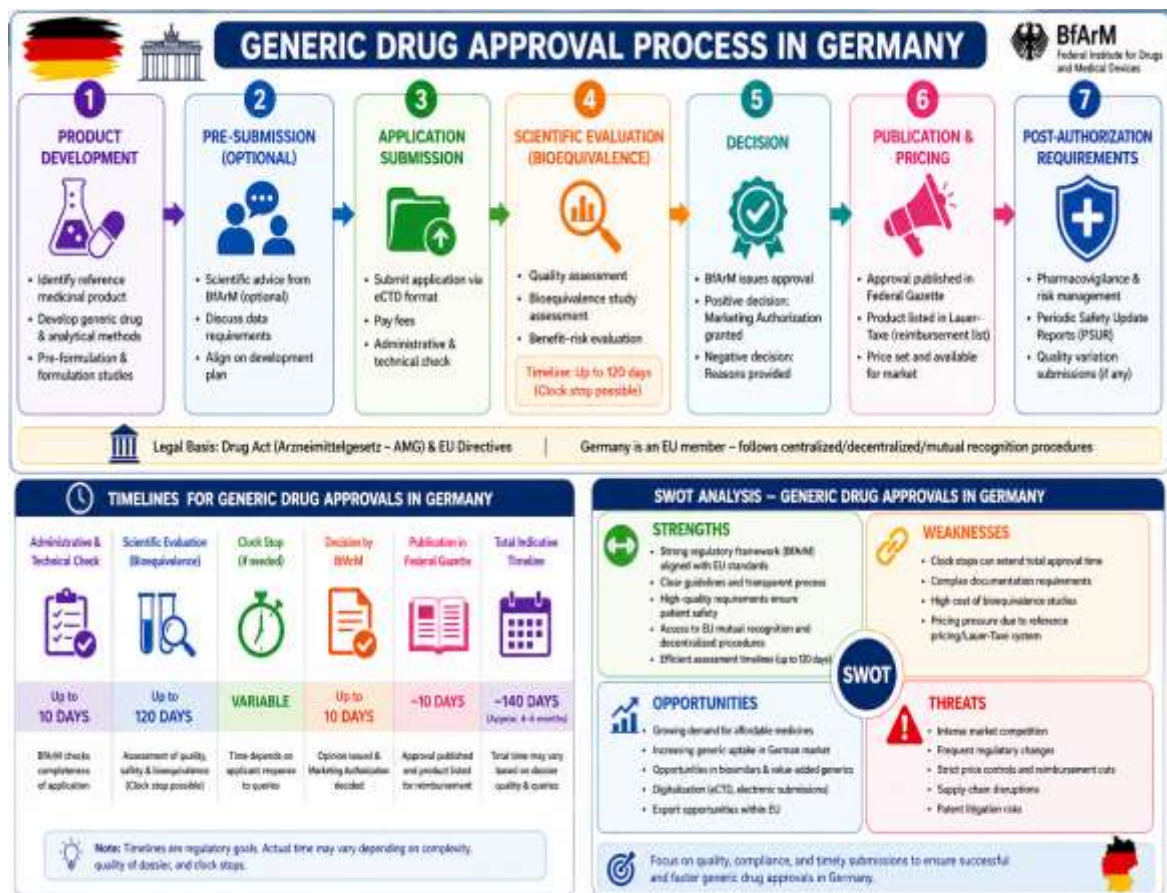 GENERIC DRUG APPROVAL PROCESS IN GERMANY
BfArM
Federal Institute for Drugs
and Medical Devices
1
PRODUCT
DEVELOPMENT
• Identify reference
medicinal product
• Develop generic drug
& analytical methods
• Pre-formulation &
formulation studies
2
PRE-SUBMISSION
(OPTIONAL)
• Scientific advice from
BfArM (optional)
• Discuss data
requirements
• Align on development
plan
3
APPLICATION
SUBMISSION
• Submit application via
eCTD format
• Pay fees
• Administrative &
technical check
4
SCIENTIFIC EVALUATION
(BIOEQUIVALENCE)
• Quality assessment
• Bioequivalence study
assessment
• Benefit-risk evaluation
Timeline: Up to 120 days
(Clock stop possible)
5
DECISION
• BfArM issues approval
• Positive decision:
Marketing Authorization
granted
• Negative decision:
Reasons provided
6
PUBLICATION &
PRICING
• Approval published in
Federal Gazette
• Product listed in Lauer-
Taxe (reimbursement list)
• Price set and available
for market
7
POST-AUTHORIZATION
REQUIREMENTS
• Pharmacovigilance &
risk management
• Periodic Safety Update
Reports (PSUR)
• Quality variation
submissions (if any)
Legal Basis: Drug Act (Arzneimittelgesetz – AMG) & EU Directives
Germany is an EU member – follows centralized/decentralized/mutual recognition procedures
TIMELINES FOR GENERIC DRUG APPROVALS IN GERMANY
Administrative &
Technical Check
Up to
10 DAYS
BfArM checks
completeness
of application
Scientific Evaluation
(Bioequivalence)
Up to
120 DAYS
Assessment of quality,
safety & bioequivalence
(Clock stop possible)
Clock Stop
(if needed)
VARIABLE
Time depends on
applicant response
to queries
Decision by
BfArM
Up to
10 DAYS
Opinion issued &
Marketing Authorization
decided
Publication in
Federal Gazette
~10 DAYS
Approval published
and product listed
for reimbursement
Total Indicative
Timeline
~140 DAYS
(Approx. 4-6 months)
Total time may vary
based on dossier
quality & queries
Note: Timelines are regulatory goals. Actual time may vary depending on complexity,
quality of dossier, and clock stops.
SWOT ANALYSIS – GENERIC DRUG APPROVALS IN GERMANY
STRENGTHS
• Strong regulatory framework (BfArM)
aligned with EU standards
• Clear guidelines and transparent process
• High-quality requirements ensure
patient safety
• Access to EU mutual recognition and
decentralized procedures
• Efficient assessment timelines (up to 120 days)
WEAKNESSES
• Clock stops can extend total approval time
• Complex documentation requirements
• High cost of bioequivalence studies
• Pricing pressure due to reference
pricing/Lauer-Taxe system
SWOT
OPPORTUNITIES
• Growing demand for affordable medicines
• Increasing generic uptake in German market
• Opportunities in biosimilars & value-added generics
• Digitalization (eCTD, electronic submissions)
• Export opportunities within EU
THREATS
• Intense market competition
• Frequent regulatory changes
• Strict price controls and reimbursement cuts
• Supply chain disruptions
• Patent litigation risks
Focus on quality, compliance, and timely submissions to ensure successful
and faster generic drug approvals in Germany.